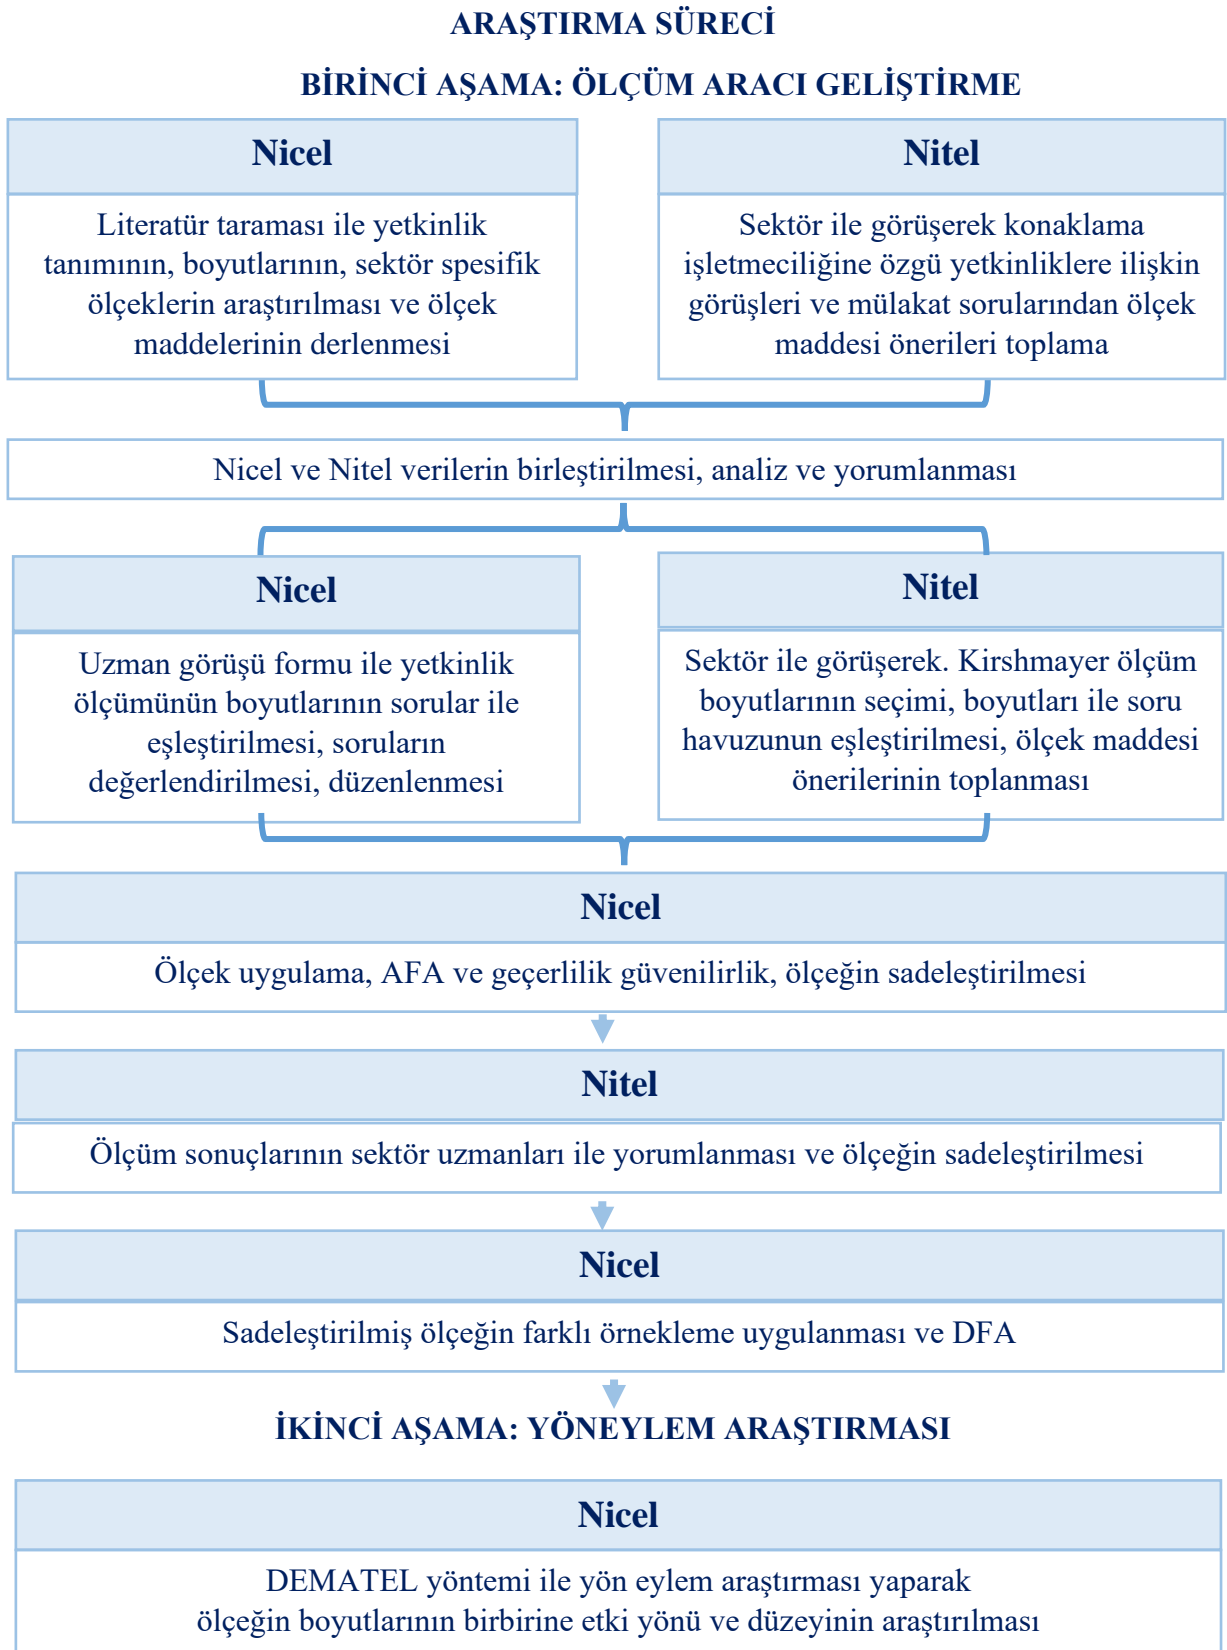 ARAŞTIRMA SÜRECİ
BİRİNCİ AŞAMA: ÖLÇÜM ARACI GELİŞTİRME
Nicel
Literatür taraması ile yetkinlik
tanımının, boyutlarının, sektör spesifik
ölçeklerin araştırılması ve ölçek
maddelerinin derlenmesi
Nitel
Sektör ile görüşerek konaklama
işletmeciliğine özgü yetkinliklere ilişkin
görüşleri ve mülakat sorularından ölçek
maddesi önerileri toplama
Nicel ve Nitel verilerin birleştirilmesi, analiz ve yorumlanması
Nicel
Uzman görüşü formu ile yetkinlik
ölçümünün boyutlarının sorular ile
eşleştirilmesi, soruların
değerlendirilmesi, düzenlenmesi
Nitel
Sektör ile görüşerek. Kirshmayer ölçüm
boyutlarının seçimi, boyutları ile soru
havuzunun eşleştirilmesi, ölçek maddesi
önerilerinin toplanması
Nicel
Ölçek uygulama, AFA ve geçerlilik güvenilirlik, ölçeğin sadeleştirilmesi
Nitel
Ölçüm sonuçlarının sektör uzmanları ile yorumlanması ve ölçeğin sadeleştirilmesi
Nicel
Sadeleştirilmiş ölçeğin farklı örnekleme uygulanması ve DFA
İKİNCİ AŞAMA: YÖNEYLEM ARAŞTIRMASI
Nicel
DEMATEL yöntemi ile yön eylem araştırması yaparak
ölçeğin boyutlarının birbirine etki yönü ve düzeyinin araştırılması